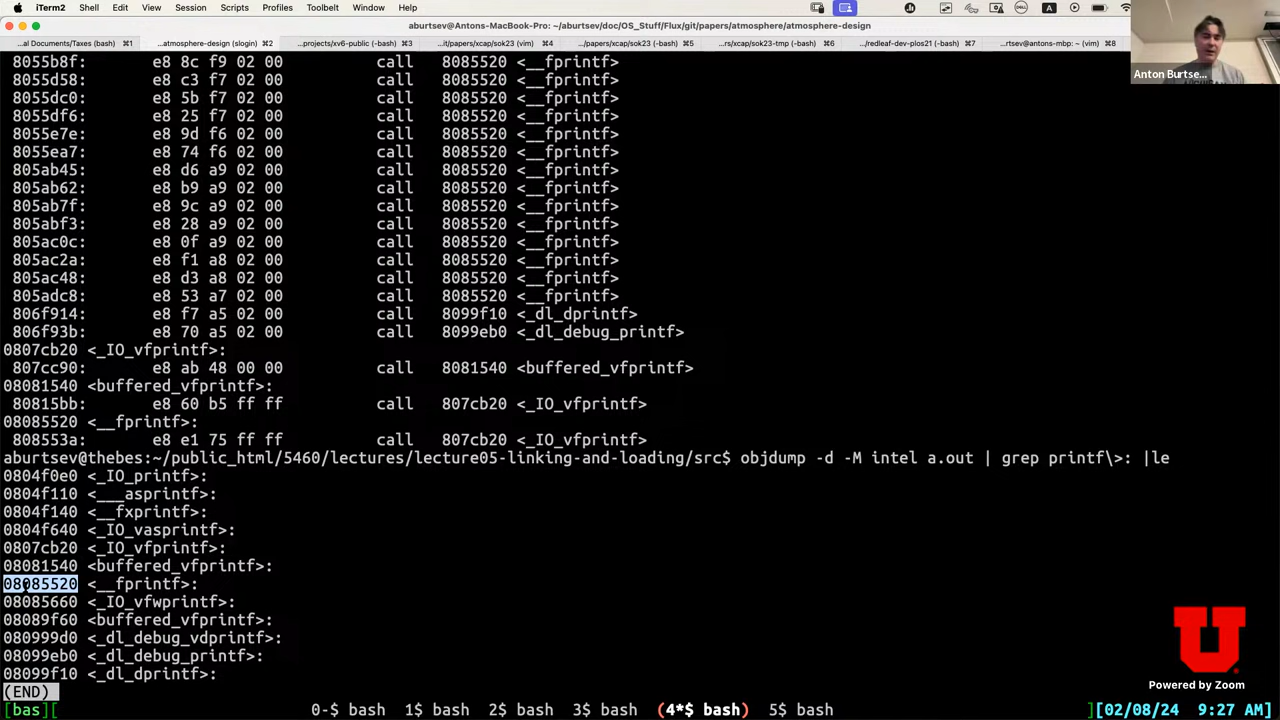 iTerm2 Shell Edit View Session Scripts Profiles Toolbelt Window Help
aburtsev@Antons-MacBook-Pro: ~/aburtsev/doc/OS_Stuff/Flux/git/papers/atmosphere/atmosphere-design
...al Documents/Taxes (bash) ⌘1 ...atmosphere-design (slogin) ⌘2 ...projects/xv6-public (-bash) ⌘3 ...it/papers/xcap/sok23 (vim) ⌘4 .../papers/xcap/sok23 (-bash) ⌘5 ...rs/xcap/sok23-tmp (-bash) ⌘6 .../redleaf-dev-plos21 (-bash) ⌘7 ...rtsev@antons-mbp: ~ (vim) ⌘8
Anton Burtse...
8055b8f: e8 8c f9 02 00 call 8085520 <__fprintf>
8055d58: e8 c3 f7 02 00 call 8085520 <__fprintf>
8055dc0: e8 5b f7 02 00 call 8085520 <__fprintf>
8055df6: e8 25 f7 02 00 call 8085520 <__fprintf>
8055e7e: e8 9d f6 02 00 call 8085520 <__fprintf>
8055ea7: e8 74 f6 02 00 call 8085520 <__fprintf>
805ab45: e8 d6 a9 02 00 call 8085520 <__fprintf>
805ab62: e8 b9 a9 02 00 call 8085520 <__fprintf>
805ab7f: e8 9c a9 02 00 call 8085520 <__fprintf>
805abf3: e8 28 a9 02 00 call 8085520 <__fprintf>
805ac0c: e8 0f a9 02 00 call 8085520 <__fprintf>
805ac2a: e8 f1 a8 02 00 call 8085520 <__fprintf>
805ac48: e8 d3 a8 02 00 call 8085520 <__fprintf>
805adc8: e8 53 a7 02 00 call 8085520 <__fprintf>
806f914: e8 f7 a5 02 00 call 8099f10 <_dl_dprintf>
806f93b: e8 70 a5 02 00 call 8099eb0 <_dl_debug_printf>
0807cb20 <_IO_vfprintf>:
807cc90: e8 ab 48 00 00 call 8081540 <buffered_vfprintf>
08081540 <buffered_vfprintf>:
80815bb: e8 60 b5 ff ff call 807cb20 <_IO_vfprintf>
08085520 <__fprintf>:
808553a: e8 e1 75 ff ff call 807cb20 <_IO_vfprintf>
aburtsev@thebes:~/public_html/5460/lectures/lecture05-linking-and-loading/src$ objdump -d -M intel a.out | grep printf\>: |le
0804f0e0 <_IO_printf>:
0804f110 <___asprintf>:
0804f140 <__fxprintf>:
0804f640 <_IO_vasprintf>:
0807cb20 <_IO_vfprintf>:
08081540 <buffered_vfprintf>:
08085520 <__fprintf>:
08085660 <_IO_vfwprintf>:
08089f60 <buffered_vfprintf>:
080999d0 <_dl_debug_vdprintf>:
08099eb0 <_dl_debug_printf>:
08099f10 <_dl_dprintf>:
(END)
Powered by Zoom
[bas][ 0-$ bash 1$ bash 2$ bash 3$ bash (4*$ bash) 5$ bash ][02/08/24 9:27 AM]